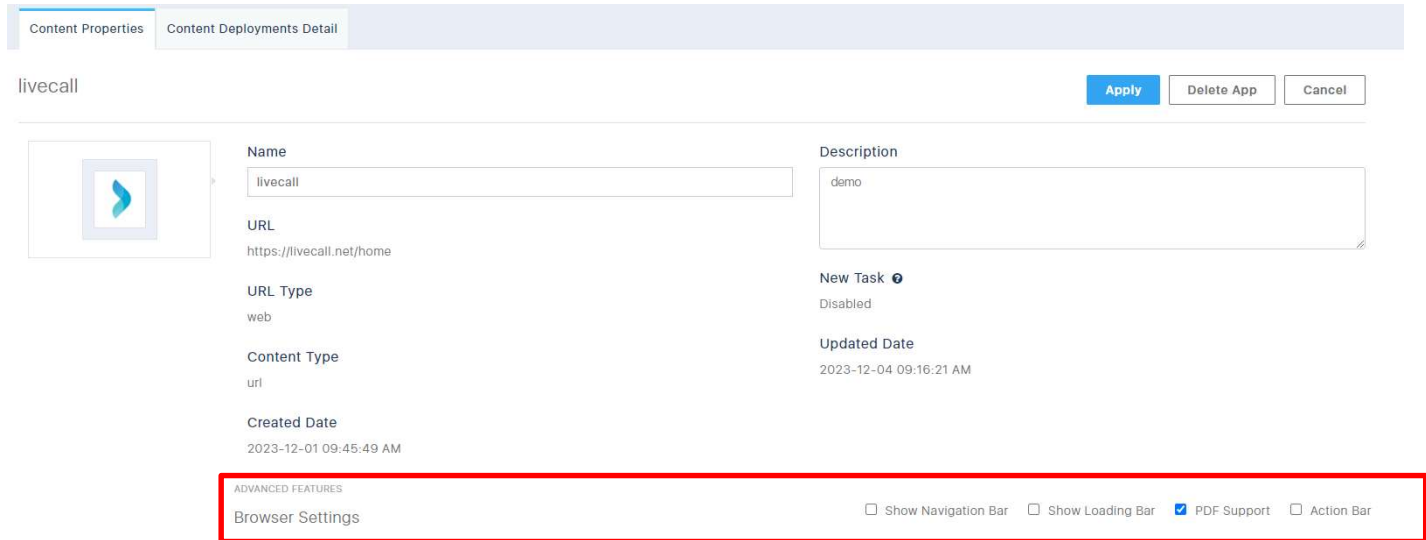 Content Properties Content Deployments Detail
livecall
Apply Delete App Cancel
Name
livecall
URL
https://livecall.net/home
URL Type
web
Content Type
url
Created Date
2023-12-01 09:45:49 AM
Description
demo
New Task
Disabled
Updated Date
2023-12-04 09:16:21 AM
ADVANCED FEATURES
Browser Settings
Show Navigation Bar Show Loading Bar PDF Support Action Bar